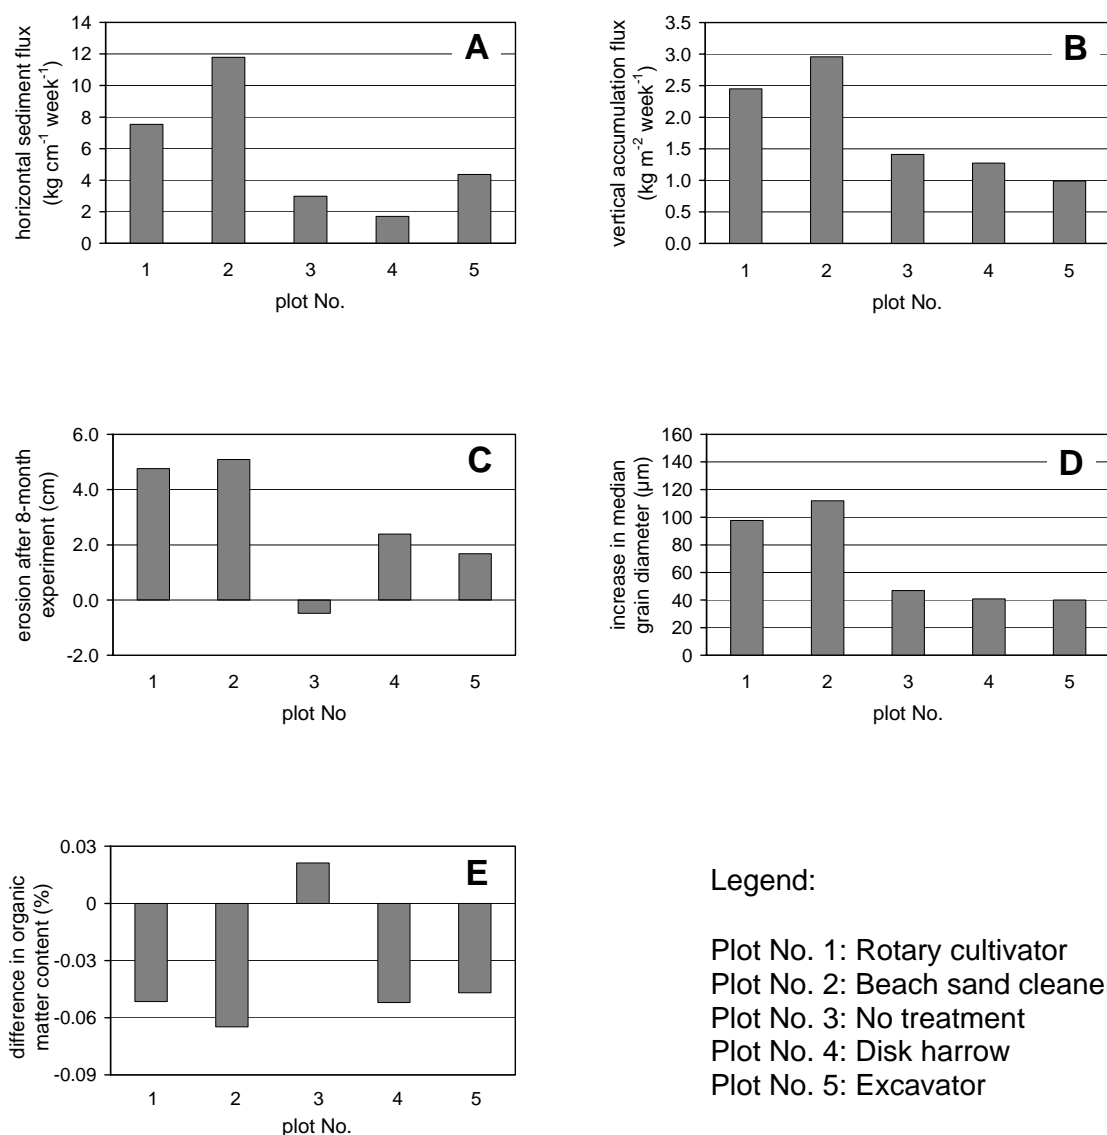 A
horizontal sediment flux
(kg cm⁻¹ week⁻¹)
14
12
10
8
6
4
2
0
1 2 3 4 5
plot No.
B
vertical accumulation flux
(kg m⁻² week⁻¹)
3.5
3.0
2.5
2.0
1.5
1.0
0.5
0.0
1 2 3 4 5
plot No.
C
erosion after 8-month
experiment (cm)
6.0
4.0
2.0
0.0
-2.0
1 2 3 4 5
plot No
D
increase in median
grain diameter (µm)
160
140
120
100
80
60
40
20
0
1 2 3 4 5
plot No.
E
difference in organic
matter content (%)
0.03
0
-0.03
-0.06
-0.09
1 2 3 4 5
plot No.
Legend:
Plot No. 1: Rotary cultivator
Plot No. 2: Beach sand cleane
Plot No. 3: No treatment
Plot No. 4: Disk harrow
Plot No. 5: Excavator